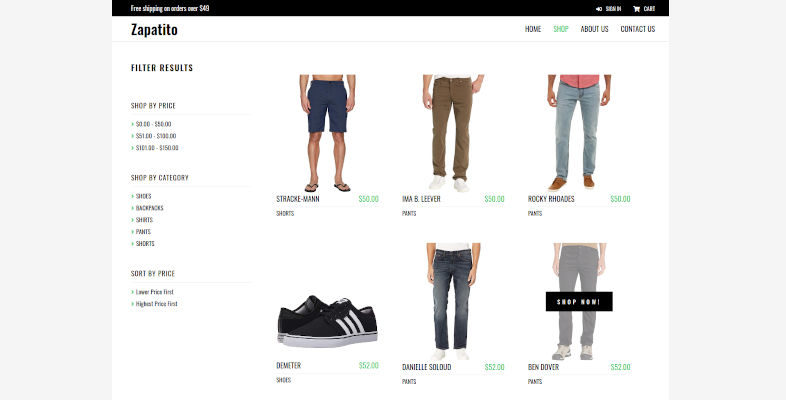 Free shipping on orders over $49
SIGN IN
CART
Zapatito
HOME
SHOP
ABOUT US
CONTACT US
FILTER RESULTS
SHOP BY PRICE
$0.00 - $50.00
$51.00 - $100.00
$101.00 - $150.00
SHOP BY CATEGORY
SHOES
BACKPACKS
SHIRTS
PANTS
SHORTS
SORT BY PRICE
Lower Price First
Highest Price First
STRACKE-MANN $50.00
SHORTS
IMA B. LEEVER $50.00
PANTS
ROCKY RHOADES $50.00
PANTS
DEMETER $52.00
SHOES
DANIELLE SOLOUD $52.00
PANTS
SHOP NOW!
BEN DOVER $52.00
PANTS